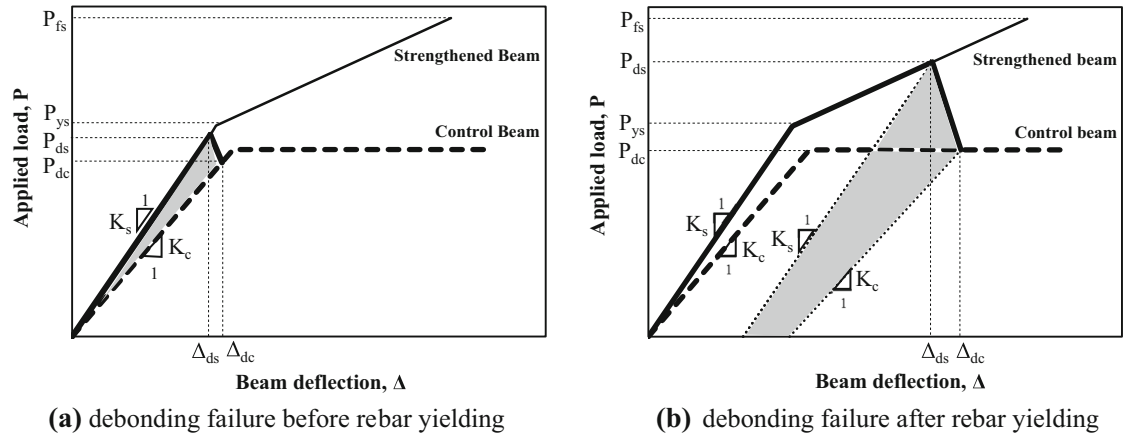 P_fs
Strengthened Beam
P_ys
P_ds
P_dc
Control Beam
Applied load, P
1
K_s
K_c
1
Δ_ds Δ_dc
Beam deflection, Δ
(a) debonding failure before rebar yielding
P_fs
P_ds
Strengthened beam
P_ys
Control beam
P_dc
Applied load, P
1
K_s
K_c
1
1
K_s
K_c
1
Δ_ds Δ_dc
Beam deflection, Δ
(b) debonding failure after rebar yielding